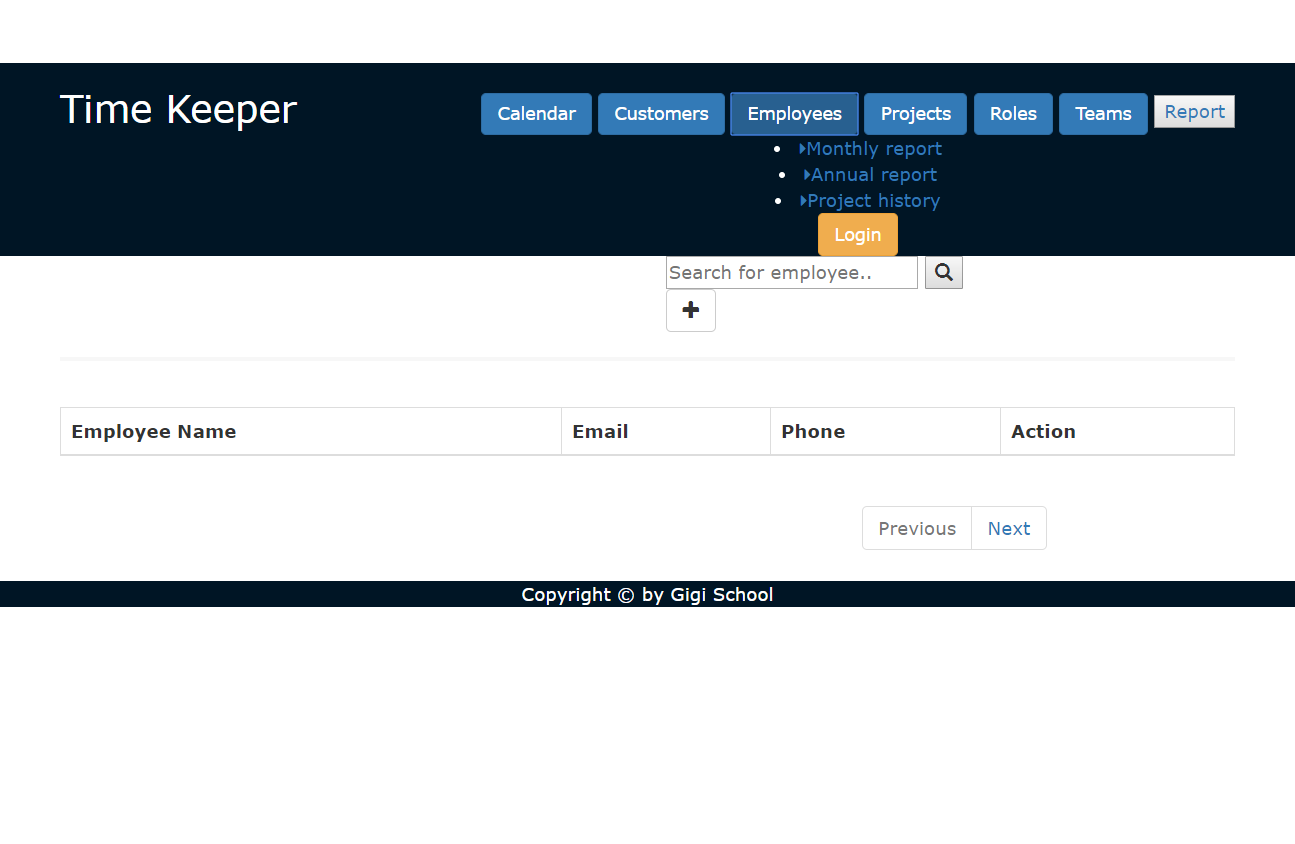 Time Keeper
Calendar Customers Employees Projects Roles Teams Report
Monthly report
Annual report
Project history
Login
Search for employee..
Employee Name Email Phone Action
Previous Next
Copyright © by Gigi School